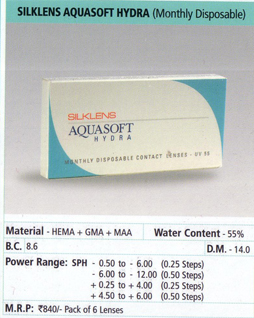 SILKLENS AQUASOFT HYDRA (Monthly Disposable)
SILKLENS
AQUASOFT
HYDRA
MONTHLY DISPOSABLE CONTACT LENSES - UV 55
Material - HEMA + GMA + MAA Water Content - 55%
B.C. 8.6 D.M. - 14.0
Power Range: SPH - 0.50 to - 6.00 (0.25 Steps)
- 6.00 to - 12.00 (0.50 Steps)
+ 0.25 to + 4.00 (0.25 Steps)
+ 4.50 to + 6.00 (0.50 Steps)
M.R.P: ₹840/- Pack of 6 Lenses